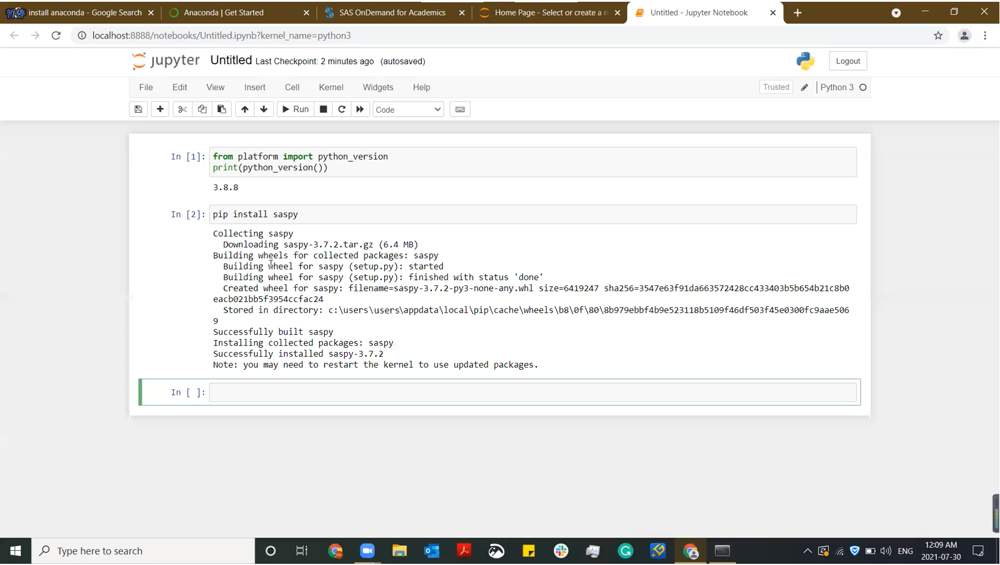 暂停
install anaconda - Google Search
Anaconda | Get Started
SAS OnDemand for Academics
Home Page - Select or create a n
Untitled - Jupyter Notebook
localhost:8888/notebooks/Untitled.ipynb?kernel_name=python3
jupyter Untitled Last Checkpoint: 2 minutes ago (autosaved)
Logout
File Edit View Insert Cell Kernel Widgets Help
Trusted
Python 3
Run
Code
In [1]: from platform import python_version
print(python_version())
3.8.8
In [2]: pip install saspy
Collecting saspy
Downloading saspy-3.7.2.tar.gz (6.4 MB)
Building wheels for collected packages: saspy
Building wheel for saspy (setup.py): started
Building wheel for saspy (setup.py): finished with status 'done'
Created wheel for saspy: filename=saspy-3.7.2-py3-none-any.whl size=6419247 sha256=3547e63f91da663572428cc433403b5b654b21c8b0
eacb021bb5f3954ccfac24
Stored in directory: c:\users\users\appdata\local\pip\cache\wheels\b8\0f\80\8b979ebbf4b9e523118b5109f46df503f45e0300fc9aae506
9
Successfully built saspy
Installing collected packages: saspy
Successfully installed saspy-3.7.2
Note: you may need to restart the kernel to use updated packages.
In [ ]:
Type here to search
ENG
12:09 AM
2021-07-30